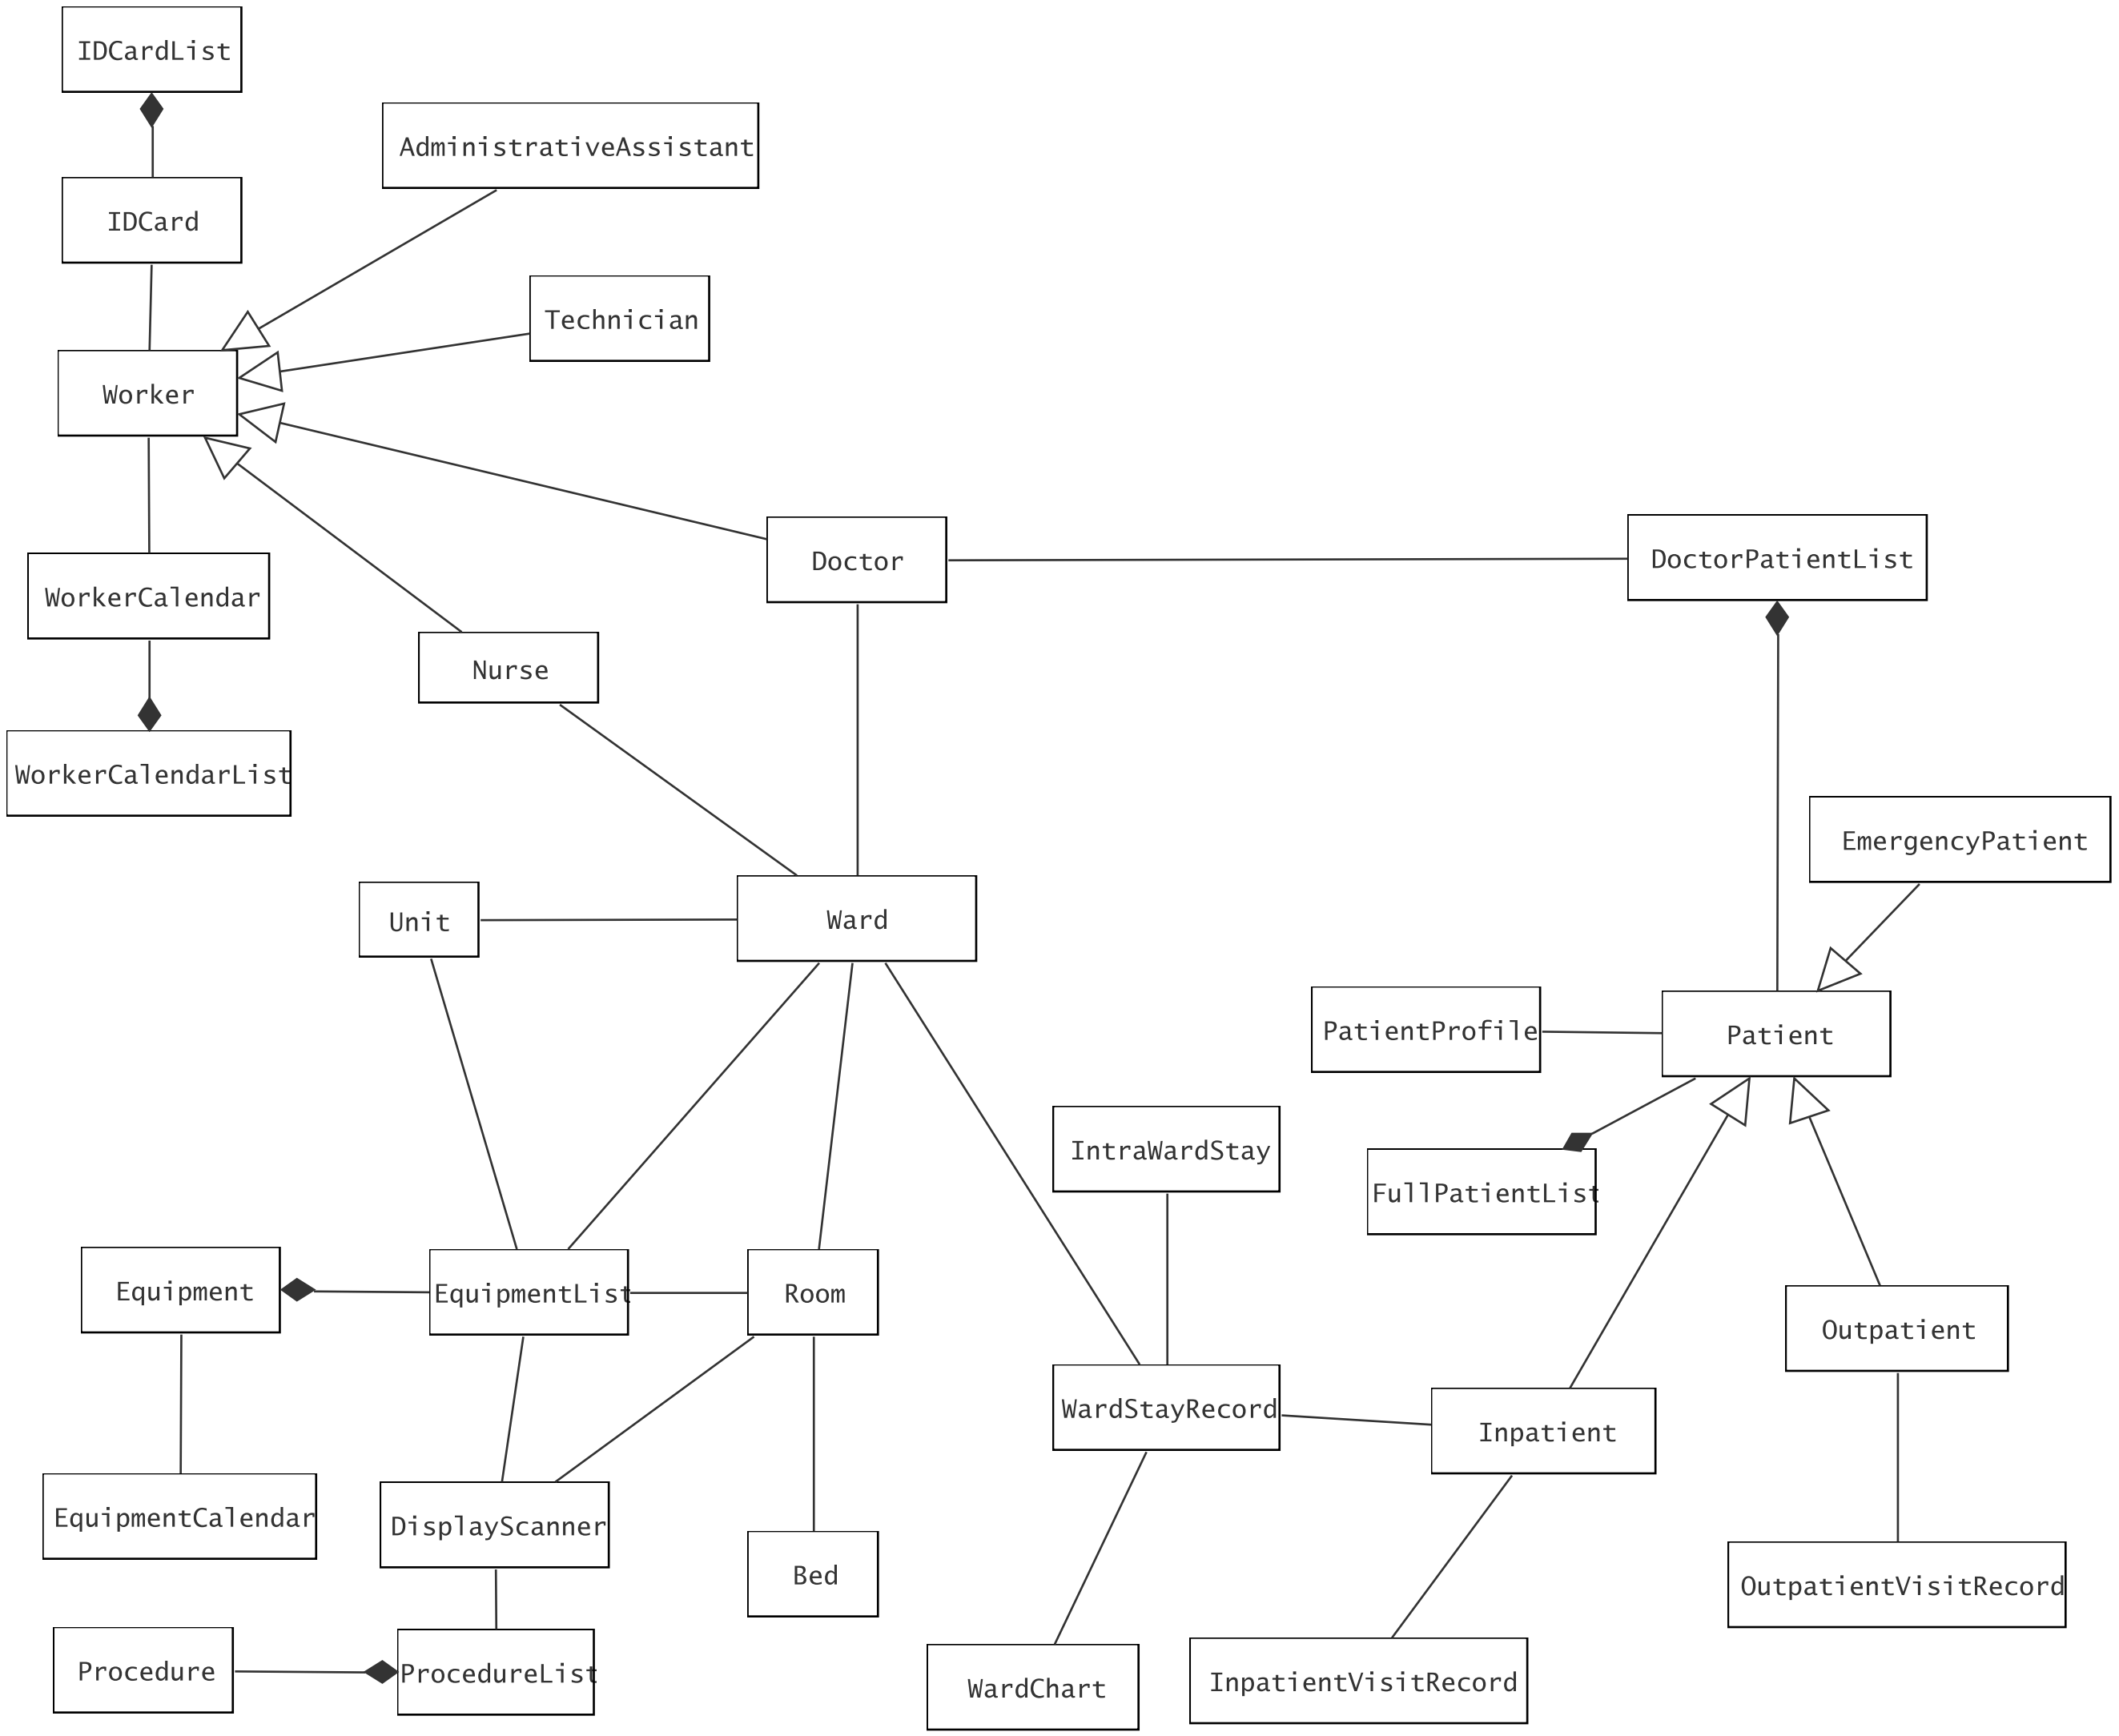 IDCardList
AdministrativeAssistant
IDCard
Technician
Worker
Doctor
DoctorPatientList
WorkerCalendar
Nurse
WorkerCalendarList
EmergencyPatient
Unit
Ward
PatientProfile
Patient
IntraWardStay
FullPatientList
Equipment
EquipmentList
Room
Outpatient
WardStayRecord
Inpatient
EquipmentCalendar
DisplayScanner
Bed
OutpatientVisitRecord
Procedure
ProcedureList
WardChart
InpatientVisitRecord